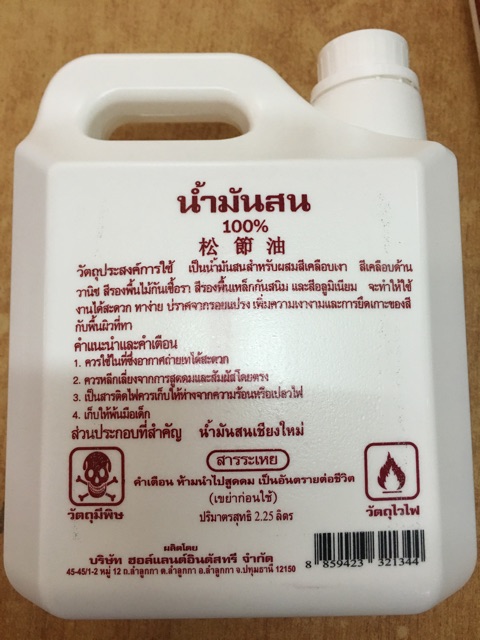 น้ำมันสน
100%
松 節 油
วัตถุประสงค์การใช้ เป็นน้ำมันสนสำหรับผสมสีเคลือบเงา สีเคลือบด้าน
วานิช สีรองพื้นไม้กันเชื้อรา สีรองพื้นเหล็กกันสนิม และสีอลูมิเนียม จะทำให้ใช้
งานได้สะดวก ทาง่าย ปราศจากรอยแปรง เพิ่มความเงางามและการยึดเกาะของสี
กับพื้นผิวที่ทา
คำแนะนำและคำเตือน
1. ควรใช้ในที่ซึ่งอากาศถ่ายเทได้สะดวก
2. ควรหลีกเลี่ยงจากการสูดดมและสัมผัสโดยตรง
3. เป็นสารติดไฟควรเก็บให้ห่างจากความร้อนหรือเปลวไฟ
4. เก็บให้พ้นมือเด็ก
ส่วนประกอบที่สำคัญ น้ำมันสนเชียงใหม่
สารระเหย
คำเตือน ห้ามนำไปสูดดม เป็นอันตรายต่อชีวิต
(เขย่าก่อนใช้)
วัตถุมีพิษ
ปริมาตรสุทธิ 2.25 ลิตร
วัตถุไวไฟ
ผลิตโดย
บริษัท ฮอล์แลนด์อินดัสทรี จำกัด
45-45/1-2 หมู่ 12 ถ.ลำลูกกา ต.ลำลูกกา อ.ลำลูกกา จ.ปทุมธานี 12150
8 859423 321344